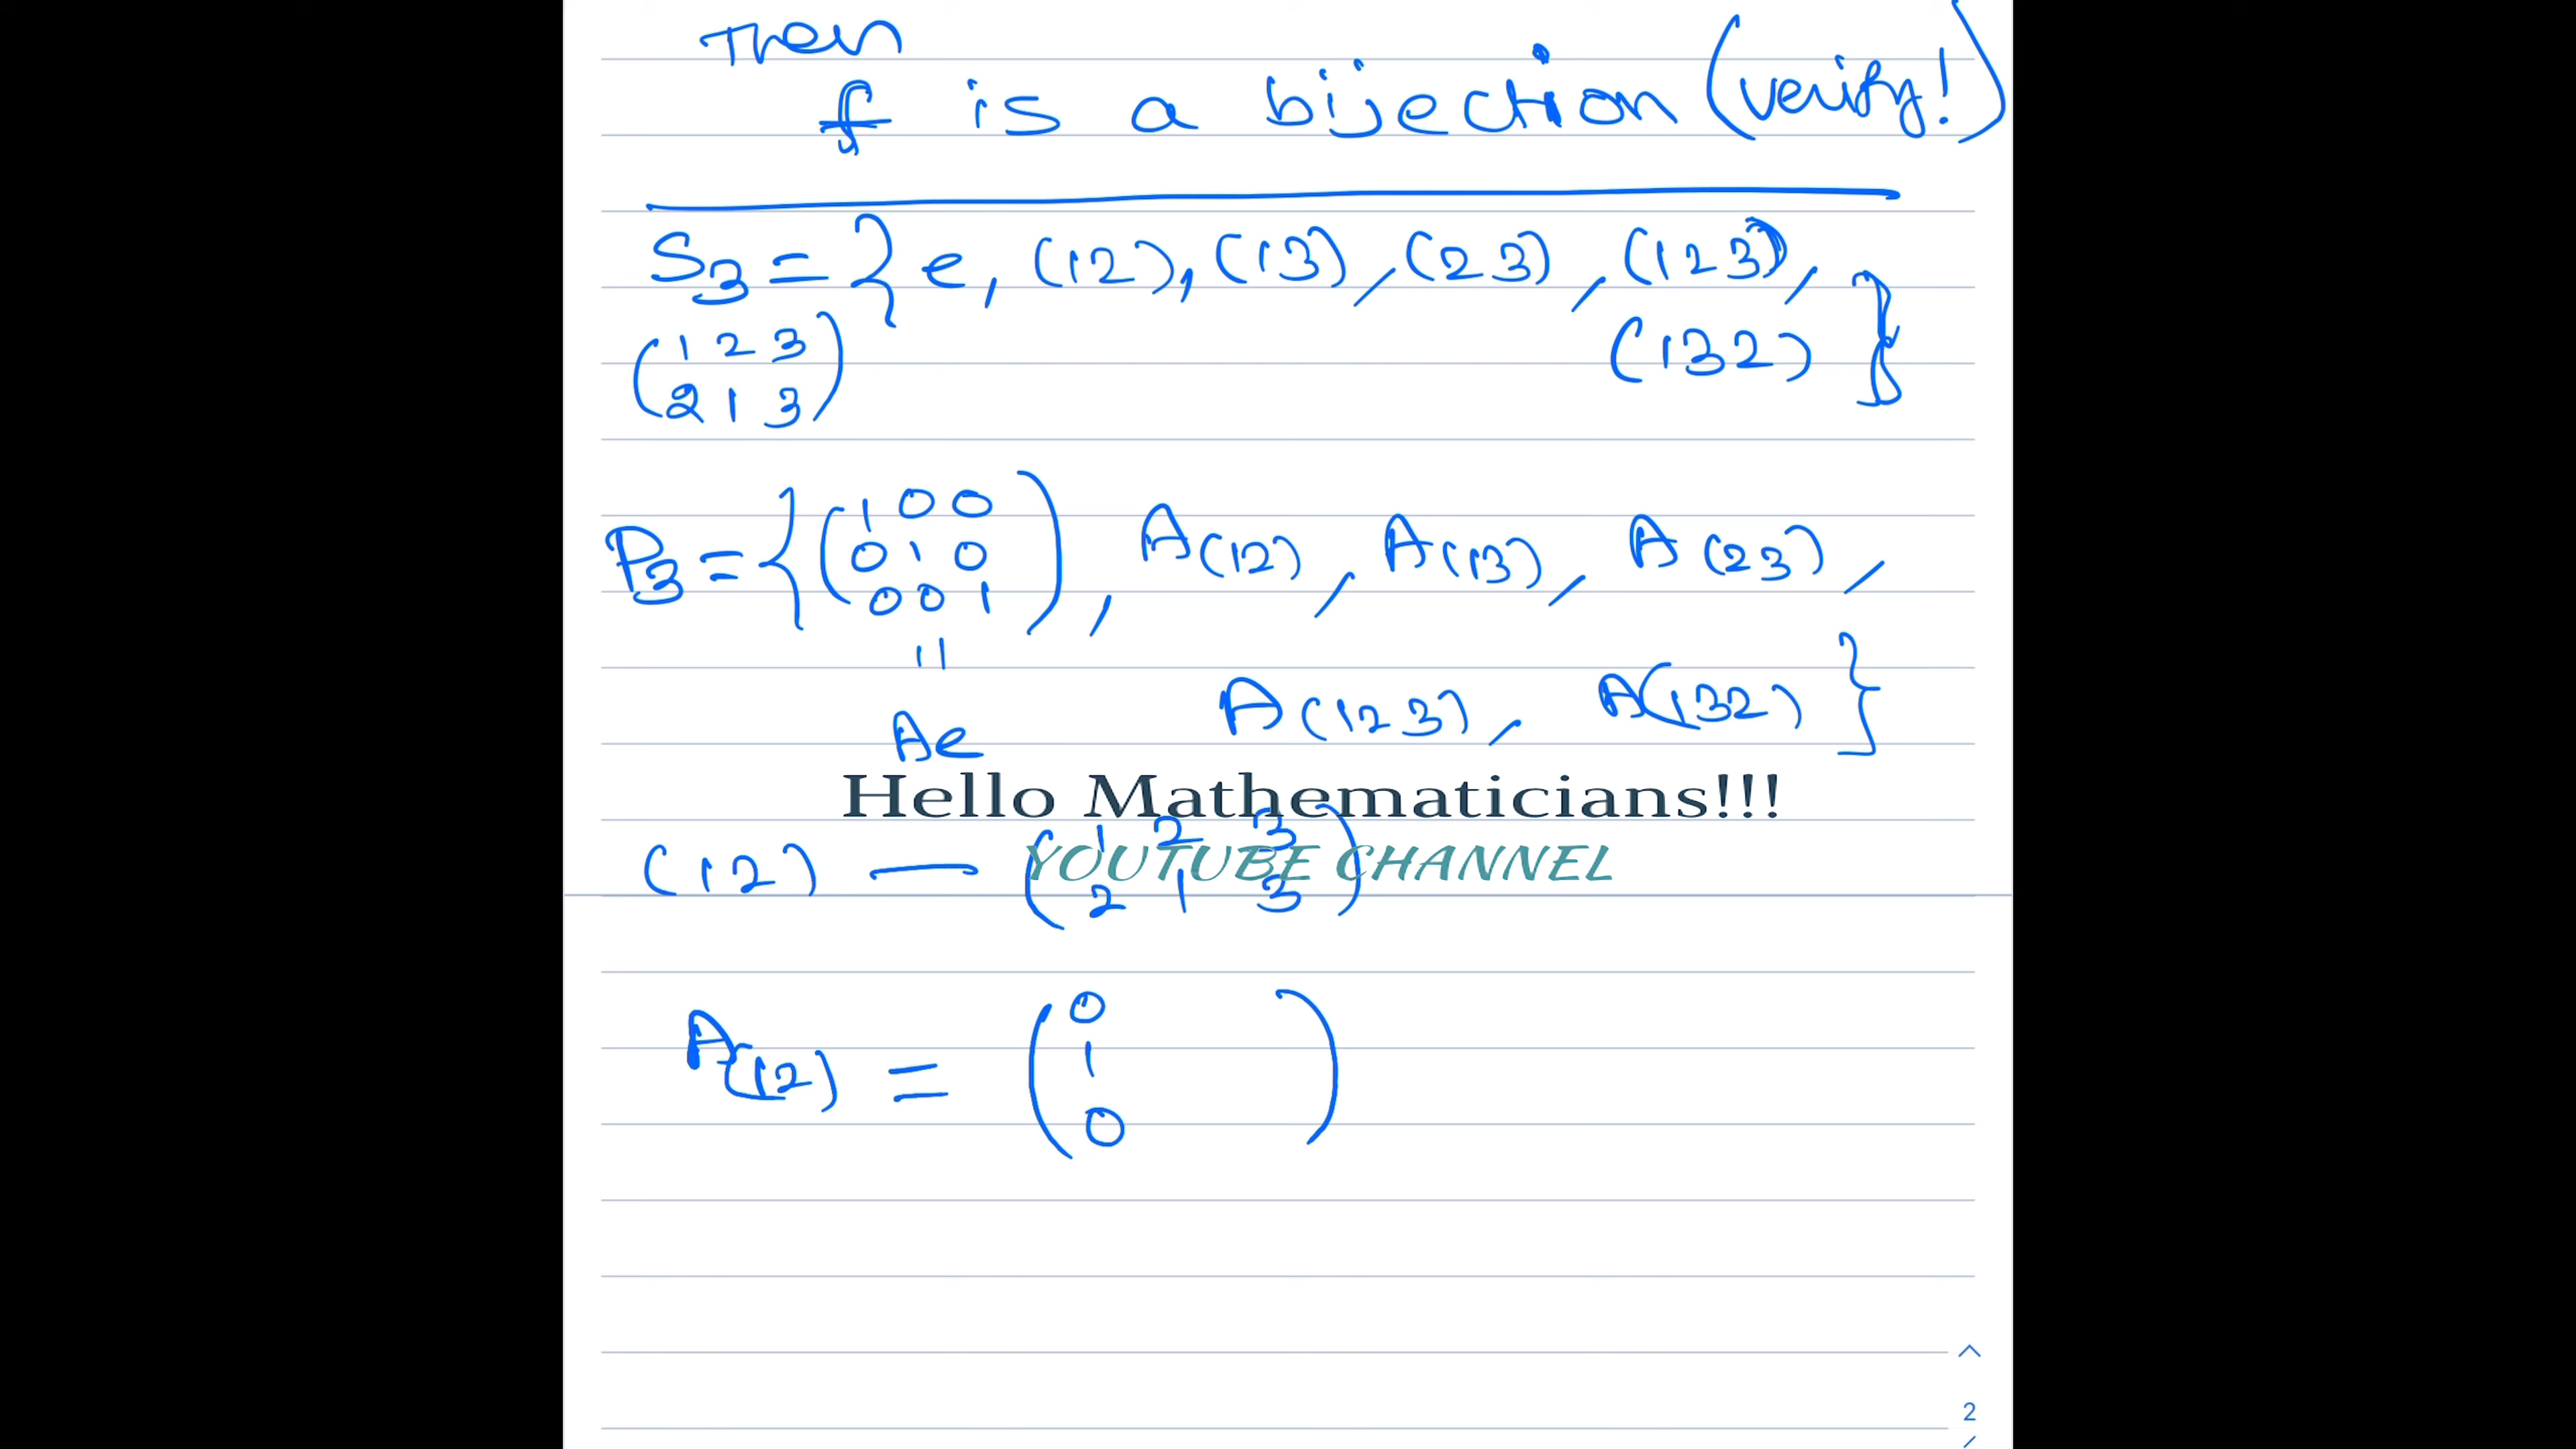 Then
f is a bijection (verify!)
S3 = { e, (12), (13), (23), (123),
(132) }
(1 2 3
2 1 3)
P3 = { (1 0 0
0 1 0
0 0 1), A(12), A(13), A(23),
||
Ae A(123), A(132) }
Hello Mathematicians!!!
YOUTUBE CHANNEL
(12) — (1 2 3
2 1 3)
A(12) = (0
1
0)
2